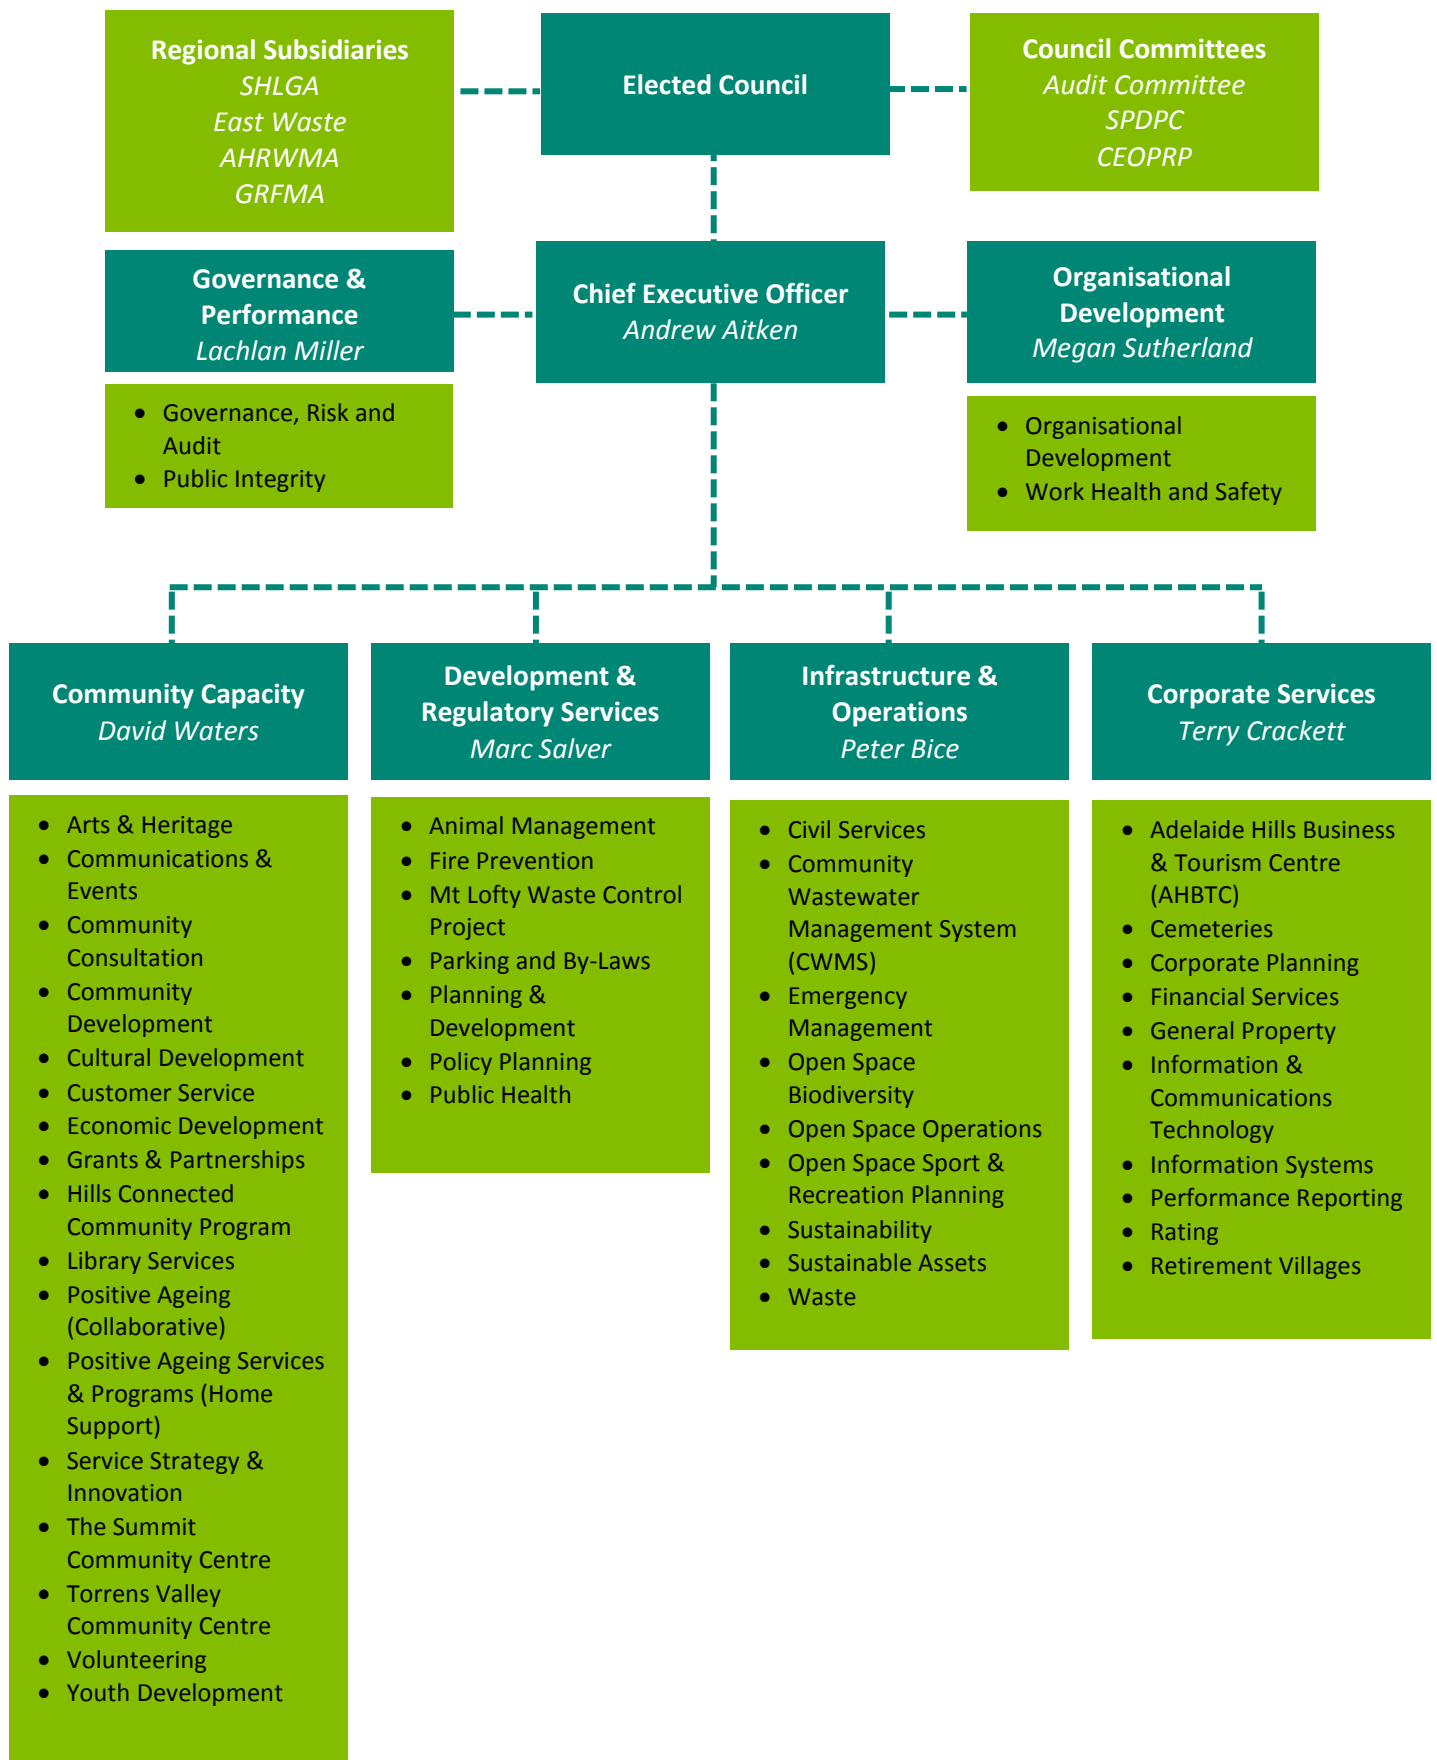 Regional Subsidiaries
SHLGA
East Waste
AHRWMA
GRFMA
Elected Council
Council Committees
Audit Committee
SPDPC
CEOPRP
Governance &
Performance
Lachlan Miller
Chief Executive Officer
Andrew Aitken
Organisational
Development
Megan Sutherland
• Governance, Risk and
Audit
• Public Integrity
• Organisational
Development
• Work Health and Safety
Community Capacity
David Waters
Development &
Regulatory Services
Marc Salver
Infrastructure &
Operations
Peter Bice
Corporate Services
Terry Crackett
• Arts & Heritage
• Communications &
Events
• Community
Consultation
• Community
Development
• Cultural Development
• Customer Service
• Economic Development
• Grants & Partnerships
• Hills Connected
Community Program
• Library Services
• Positive Ageing
(Collaborative)
• Positive Ageing Services
& Programs (Home
Support)
• Service Strategy &
Innovation
• The Summit
Community Centre
• Torrens Valley
Community Centre
• Volunteering
• Youth Development
• Animal Management
• Fire Prevention
• Mt Lofty Waste Control
Project
• Parking and By-Laws
• Planning &
Development
• Policy Planning
• Public Health
• Civil Services
• Community
Wastewater
Management System
(CWMS)
• Emergency
Management
• Open Space
Biodiversity
• Open Space Operations
• Open Space Sport &
Recreation Planning
• Sustainability
• Sustainable Assets
• Waste
• Adelaide Hills Business
& Tourism Centre
(AHBTC)
• Cemeteries
• Corporate Planning
• Financial Services
• General Property
• Information &
Communications
Technology
• Information Systems
• Performance Reporting
• Rating
• Retirement Villages